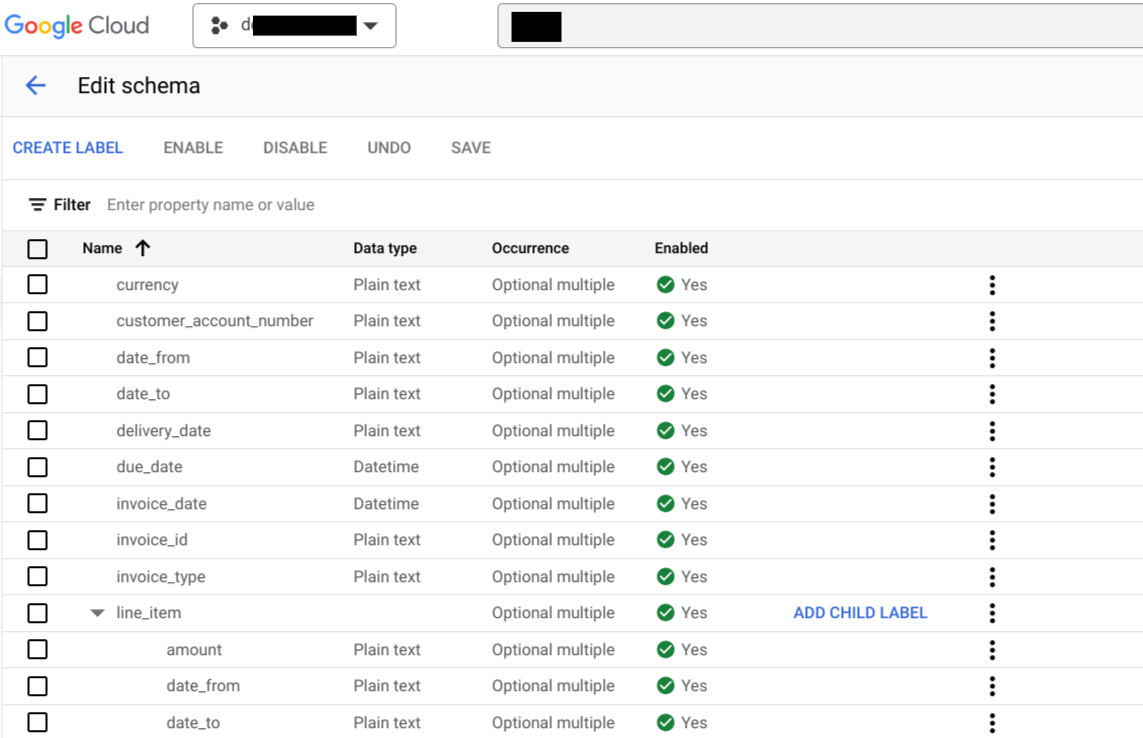 Google Cloud
Edit schema
CREATE LABEL ENABLE DISABLE UNDO SAVE
Filter Enter property name or value
Name Data type Occurrence Enabled
currency Plain text Optional multiple Yes
customer_account_number Plain text Optional multiple Yes
date_from Plain text Optional multiple Yes
date_to Plain text Optional multiple Yes
delivery_date Plain text Optional multiple Yes
due_date Datetime Optional multiple Yes
invoice_date Datetime Optional multiple Yes
invoice_id Plain text Optional multiple Yes
invoice_type Plain text Optional multiple Yes
line_item Optional multiple Yes ADD CHILD LABEL
amount Plain text Optional multiple Yes
date_from Plain text Optional multiple Yes
date_to Plain text Optional multiple Yes